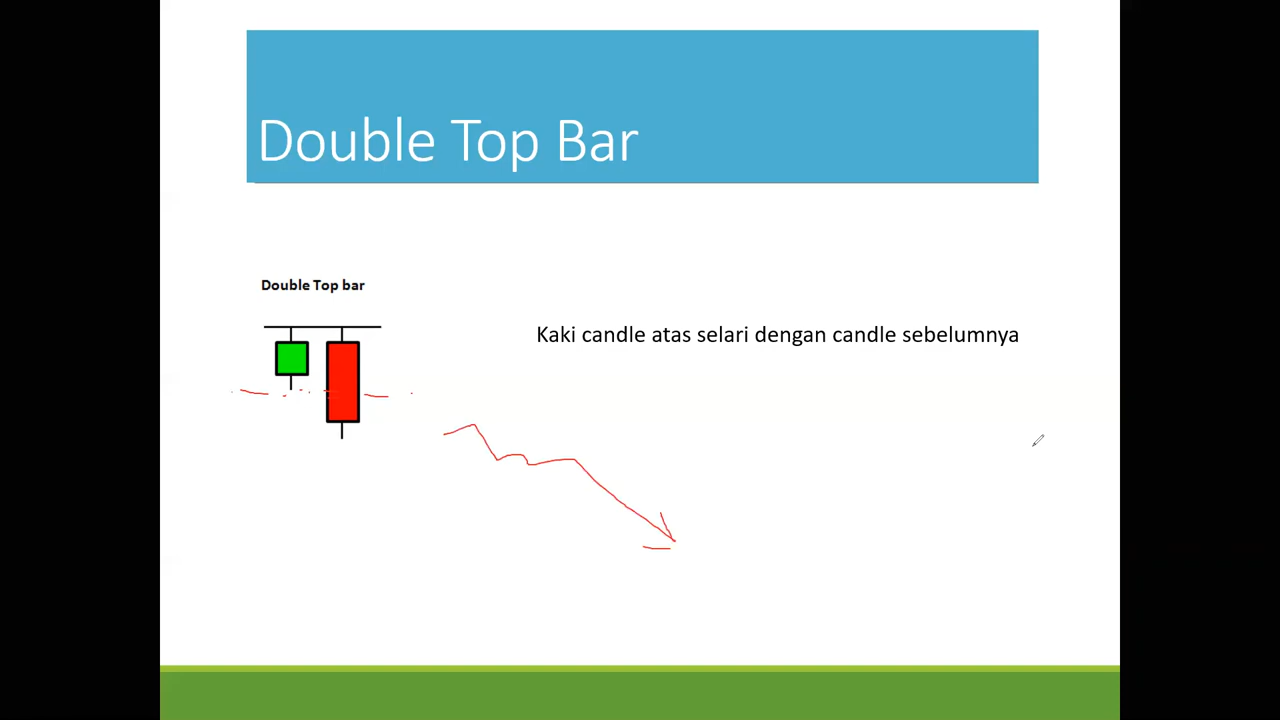 Double Top Bar
Double Top bar
Kaki candle atas selari dengan candle sebelumnya